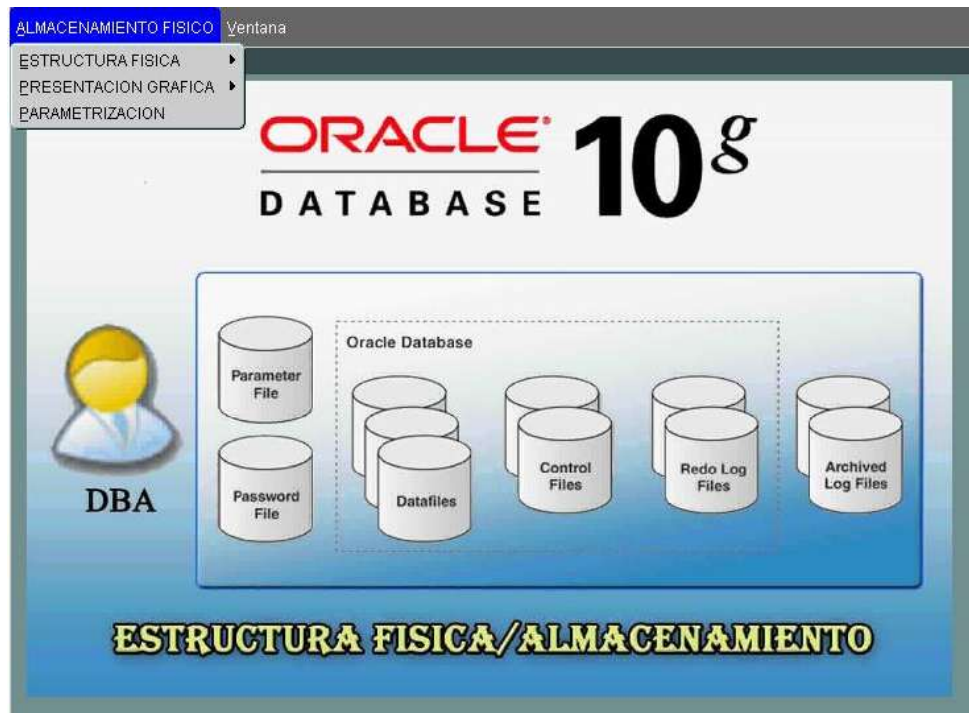 ALMACENAMIENTO FISICO Ventana
ESTRUCTURA FISICA
PRESENTACION GRAFICA
PARAMETRIZACION
ORACLE 10g
DATABASE
Oracle Database
Parameter
File
Password
File
Datafiles
Control
Files
Redo Log
Files
Archived
Log Files
DBA
ESTRUCTURA FISICA/ALMACENAMIENTO